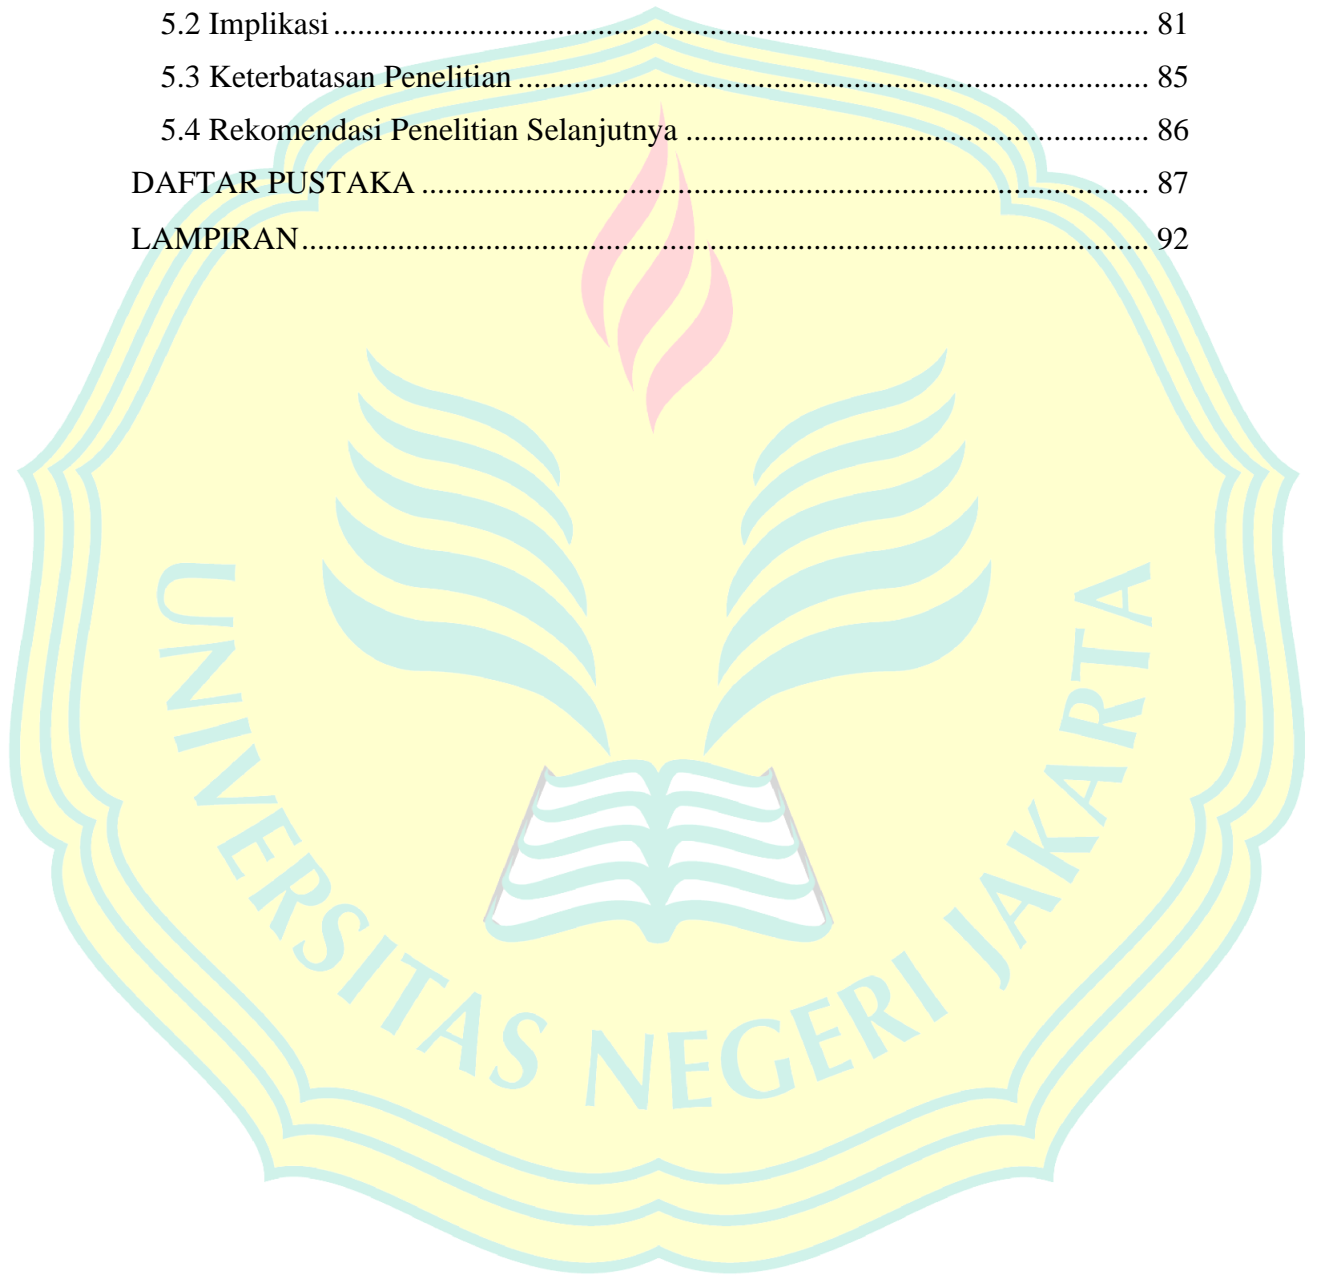 5.2 Implikasi ........................................................................................................ 81
5.3 Keterbatasan Penelitian ................................................................................ 85
5.4 Rekomendasi Penelitian Selanjutnya ........................................................... 86
DAFTAR PUSTAKA ............................................................................................. 87
LAMPIRAN............................................................................................................ 92
UNIVERSITAS NEGERI JAKARTA